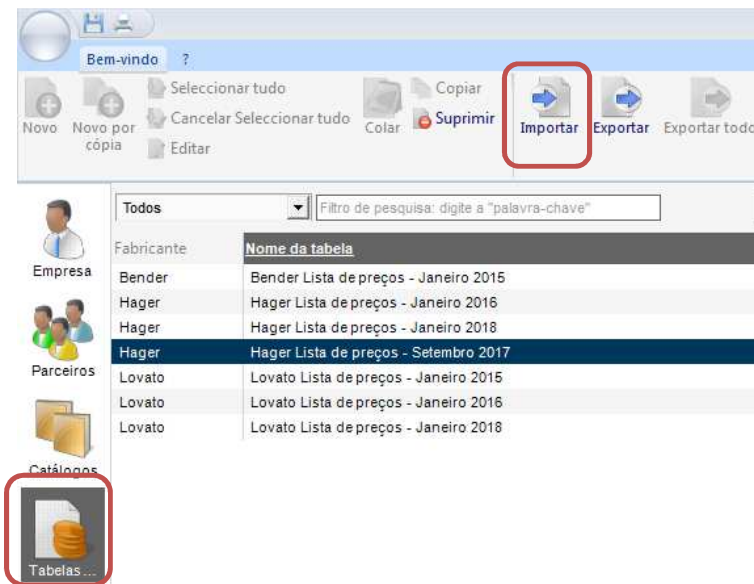 Bem-vindo ?
Novo
Novo por cópia
Seleccionar tudo
Cancelar Seleccionar tudo
Editar
Colar
Copiar
Suprimir
Importar
Exportar
Exportar todo
Empresa
Parceiros
Catálogos
Tabelas ...
Todos
Filtro de pesquisa: digite a "palavra-chave"
Fabricante Nome da tabela
Bender Bender Lista de preços - Janeiro 2015
Hager Hager Lista de preços - Janeiro 2016
Hager Hager Lista de preços - Janeiro 2018
Hager Hager Lista de preços - Setembro 2017
Lovato Lovato Lista de preços - Janeiro 2015
Lovato Lovato Lista de preços - Janeiro 2016
Lovato Lovato Lista de preços - Janeiro 2018